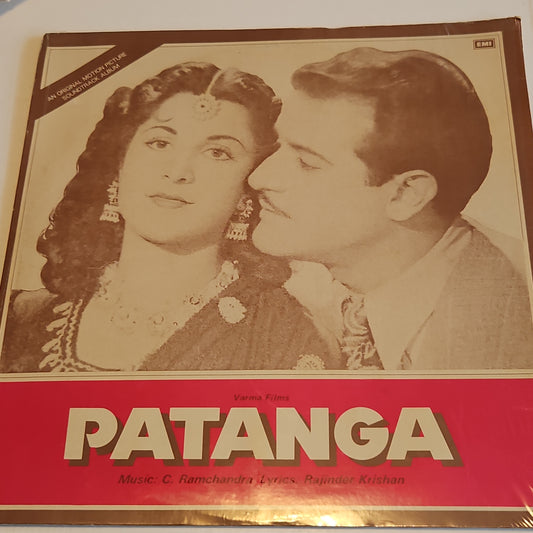 EMI
AN ORIGINAL MOTION PICTURE
SOUNDTRACK ALBUM
Varma Films
PATANGA
Music: C. Ramchandra Lyrics. Rajinder Krishan